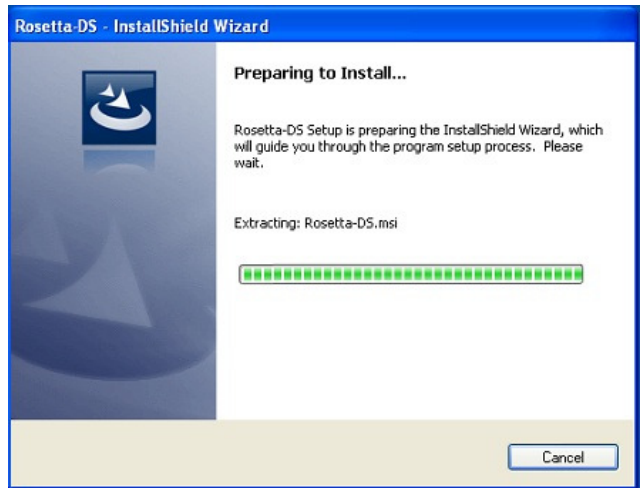 Rosetta-DS - InstallShield Wizard
Preparing to Install...
Rosetta-DS Setup is preparing the InstallShield Wizard, which
will guide you through the program setup process. Please
wait.
Extracting: Rosetta-DS.msi
Cancel